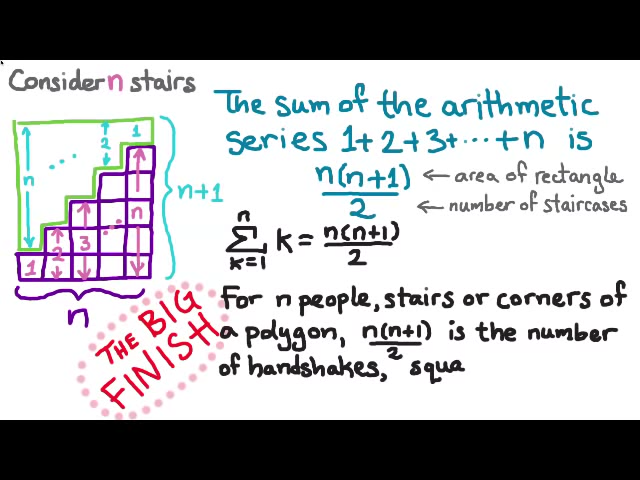 Consider n stairs
The sum of the arithmetic
series 1+2+3+...+n is
n(n+1)
2
← area of rectangle
← number of staircases
n
Σ k = n(n+1)
k=1 2
n
2
1
...
n+1
1
2
3
...
n
n
THE BIG
FINISH
For n people, stairs or corners of
a polygon, n(n+1)/2 is the number
of handshakes, squa